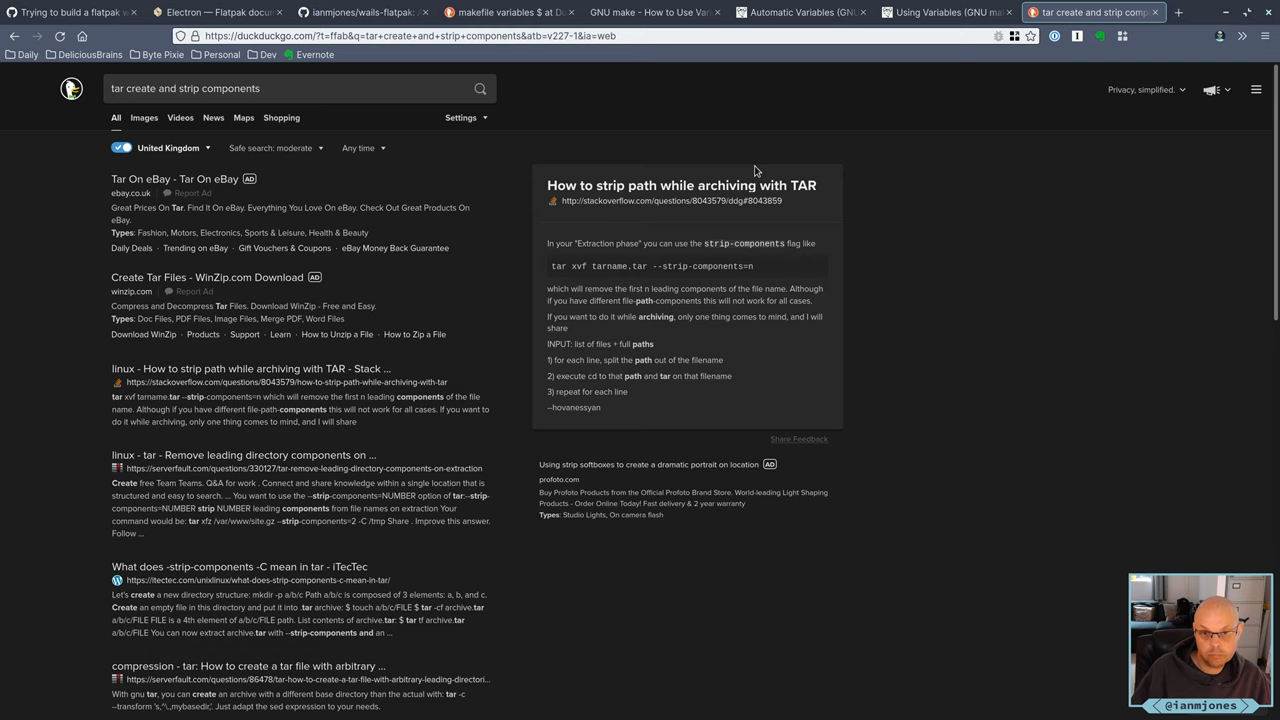 Trying to build a flatpak w
Electron — Flatpak docum
ianmjones/wails-flatpak: A
makefile variables $ at Du
GNU make - How to Use Var
Automatic Variables (GNU
Using Variables (GNU ma
tar create and strip comp
https://duckduckgo.com/?t=ffab&q=tar+create+and+strip+components&atb=v227-1&ia=web
Daily
DeliciousBrains
Byte Pixie
Personal
Dev
Evernote
tar create and strip components
Privacy, simplified.
All
Images
Videos
News
Maps
Shopping
Settings
United Kingdom
Safe search: moderate
Any time
Tar On eBay - Tar On eBay AD
ebay.co.uk Report Ad
Great Prices On Tar. Find It On eBay. Everything You Love On eBay. Check Out Great Products On
eBay.
Types: Fashion, Motors, Electronics, Sports & Leisure, Health & Beauty
Daily Deals · Trending on eBay · Gift Vouchers & Coupons · eBay Money Back Guarantee
Create Tar Files - WinZip.com Download AD
winzip.com Report Ad
Compress and Decompress Tar Files. Download WinZip - Free and Easy.
Types: Doc Files, PDF Files, Image Files, Merge PDF, Word Files
Download WinZip · Products · Support · Learn · How to Unzip a File · How to Zip a File
linux - How to strip path while archiving with TAR - Stack ...
https://stackoverflow.com/questions/8043579/how-to-strip-path-while-archiving-with-tar
tar xvf tarname.tar --strip-components=n which will remove the first n leading components of the file
name. Although if you have different file-path-components this will not work for all cases. If you want to
do it while archiving, only one thing comes to mind, and I will share
linux - tar - Remove leading directory components on ...
https://serverfault.com/questions/330127/tar-remove-leading-directory-components-on-extraction
Create free Team Teams. Q&A for work . Connect and share knowledge within a single location that is
structured and easy to search. ... You want to use the --strip-components=NUMBER option of tar:--strip-
components=NUMBER strip NUMBER leading components from file names on extraction Your
command would be: tar xfz /var/www/site.gz --strip-components=2 -C /tmp Share . Improve this answer.
Follow ...
What does -strip-components -C mean in tar - iTecTec
https://itectec.com/unixlinux/what-does-strip-components-c-mean-in-tar/
Let's create a new directory structure: mkdir -p a/b/c Path a/b/c is composed of 3 elements: a, b, and c.
Create an empty file in this directory and put it into .tar archive: $ touch a/b/c/FILE $ tar -cf archive.tar
a/b/c/FILE FILE is a 4th element of a/b/c/FILE path. List contents of archive.tar: $ tar tf archive.tar
a/b/c/FILE You can now extract archive.tar with --strip-components and an ...
compression - tar: How to create a tar file with arbitrary ...
https://serverfault.com/questions/86478/tar-how-to-create-a-tar-file-with-arbitrary-leading-directori...
With gnu tar, you can create an archive with a different base directory than the actual with: tar -c
--transform 's,^\.,mybasedir,'. Just adapt the sed expression to your needs.
How to strip path while archiving with TAR
http://stackoverflow.com/questions/8043579/ddg#8043859
In your "Extraction phase" you can use the strip-components flag like
tar xvf tarname.tar --strip-components=n
which will remove the first n leading components of the file name. Although
if you have different file-path-components this will not work for all cases.
If you want to do it while archiving, only one thing comes to mind, and I will
share
INPUT: list of files + full paths
1) for each line, split the path out of the filename
2) execute cd to that path and tar on that filename
3) repeat for each line
--hovanessyan
Share Feedback
Using strip softboxes to create a dramatic portrait on location AD
profoto.com
Buy Profoto Products from the Official Profoto Brand Store. World-leading Light Shaping
Products - Order Online Today! Fast delivery & 2 year warranty
Types: Studio Lights, On camera flash
@ianmjones